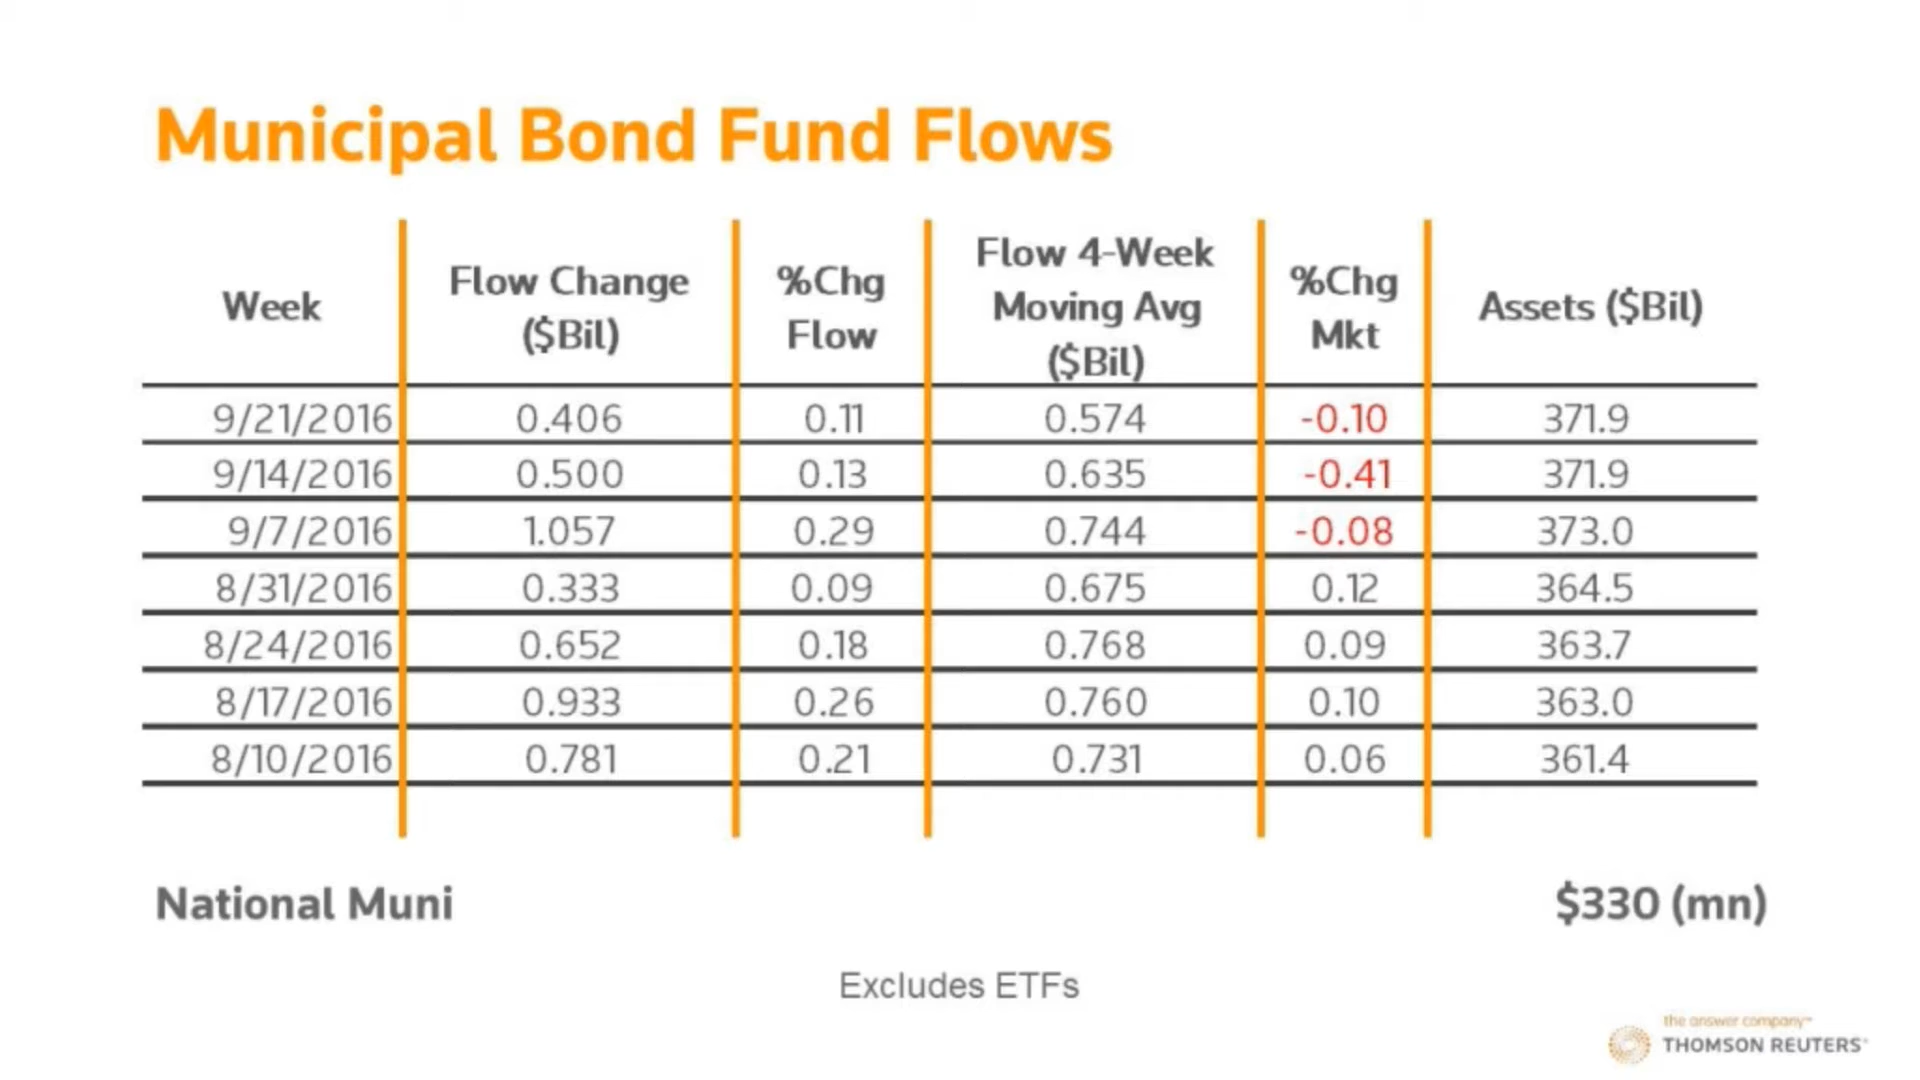 Municipal Bond Fund Flows
Week Flow Change ($Bil) %Chg Flow Flow 4-Week Moving Avg ($Bil) %Chg Mkt Assets ($Bil)
9/21/2016 0.406 0.11 0.574 -0.10 371.9
9/14/2016 0.500 0.13 0.635 -0.41 371.9
9/7/2016 1.057 0.29 0.744 -0.08 373.0
8/31/2016 0.333 0.09 0.675 0.12 364.5
8/24/2016 0.652 0.18 0.768 0.09 363.7
8/17/2016 0.933 0.26 0.760 0.10 363.0
8/10/2016 0.781 0.21 0.731 0.06 361.4
National Muni $330 (mn)
Excludes ETFs
the answer company™
THOMSON REUTERS®